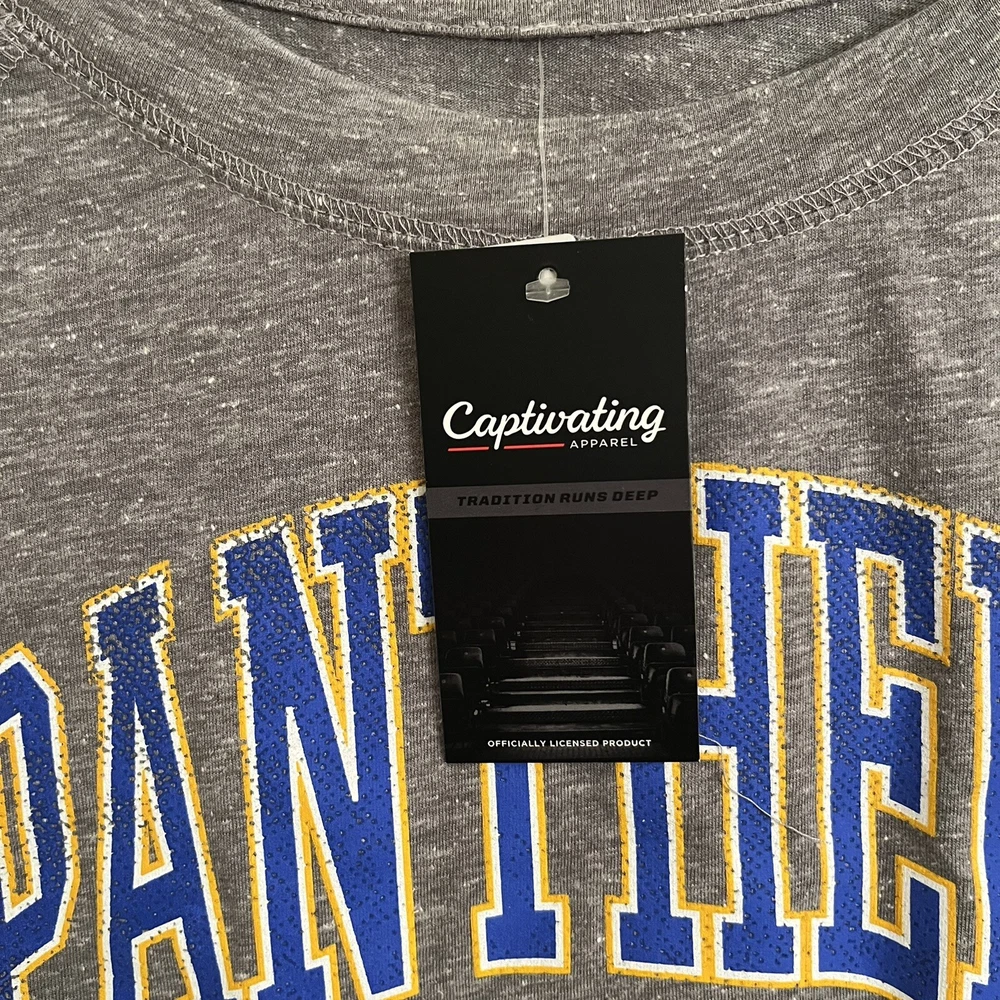 Captivating
APPAREL
TRADITION RUNS DEEP
OFFICIALLY LICENSED PRODUCT
PANTHE